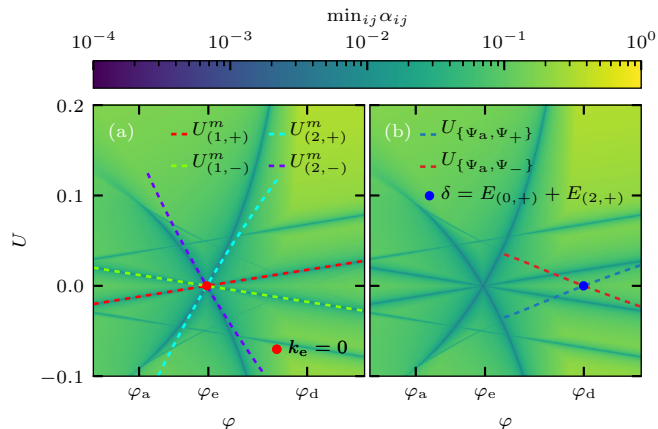 min_{ij} α_{ij}
10^{-4} 10^{-3} 10^{-2} 10^{-1} 10^{0}
(a) U^m_{(1,+)} U^m_{(2,+)}
U^m_{(1,-)} U^m_{(2,-)}
k_e = 0
(b) U_{\{Ψ_a,Ψ_+\}}
U_{\{Ψ_a,Ψ_-\}}
δ = E_{(0,+)} + E_{(2,+)}
0.2
0.1
0.0
−0.1
U
φ_a φ_e φ_d
φ_a φ_e φ_d
φ φ